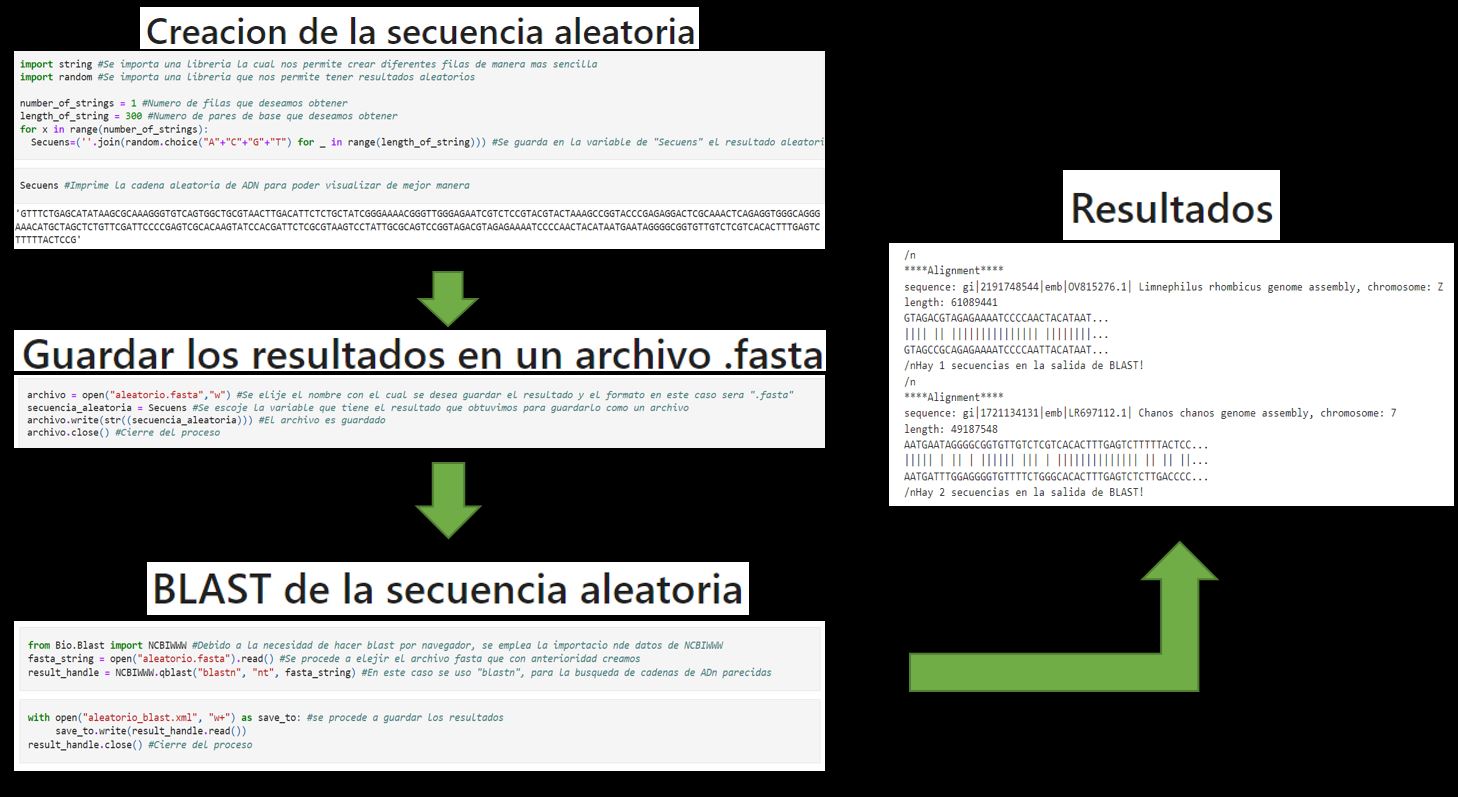 Creacion de la secuencia aleatoria
import string #Se importa una libreria la cual nos permite crear diferentes filas de manera mas sencilla
import random #Se importa una libreria que nos permite tener resultados aleatorios
number_of_strings = 1 #Numero de filas que deseamos obtener
length_of_string = 300 #Numero de pares de base que deseamos obtener
for x in range(number_of_strings):
Secuens=(''.join(random.choice("A"+"C"+"G"+"T") for _ in range(length_of_string))) #Se guarda en la variable de "Secuens" el resultado aleatori
Secuens #Imprime la cadena aleatoria de ADN para poder visualizar de mejor manera
'GTTTCTGAGCATATAAGCGCAAAGGGTGTCAGTGGCTGCGTAACTTGACATTCTCTGCTATCGGGAAAACGGGTTGGGAGAATCGTCTCCGTACGTACTAAAGCCGGTACCCGAGAGGACTCGCAAACTCAGAGGTGGGCAGGG
AAACATGCTAGCTCTGTTCGATTCCCCGAGTCGCACAAGTATCCACGATTCTCGCGTAAGTCCTATTGCGCAGTCCGGTAGACGTAGAGAAAATCCCCAACTACATAATGAATAGGGGCGGTGTTGTCTCGTCACACTTTGAGTC
TTTTTACTCCG'
Guardar los resultados en un archivo .fasta
archivo = open("aleatorio.fasta","w") #Se elije el nombre con el cual se desea guardar el resultado y el formato en este caso sera ".fasta"
secuencia_aleatoria = Secuens #Se escoje la variable que tiene el resultado que obtuvimos para guardarlo como un archivo
archivo.write(str((secuencia_aleatoria))) #El archivo es guardado
archivo.close() #Cierre del proceso
BLAST de la secuencia aleatoria
from Bio.Blast import NCBIWWW #Debido a la necesidad de hacer blast por navegador, se emplea la importacio nde datos de NCBIWWW
fasta_string = open("aleatorio.fasta").read() #Se procede a elejir el archivo fasta que con anterioridad creamos
result_handle = NCBIWWW.qblast("blastn", "nt", fasta_string) #En este caso se uso "blastn", para la busqueda de cadenas de ADn parecidas
with open("aleatorio_blast.xml", "w+") as save_to: #se procede a guardar los resultados
save_to.write(result_handle.read())
result_handle.close() #Cierre del proceso
Resultados
/n
****Alignment****
sequence: gi|2191748544|emb|OV815276.1| Limnephilus rhombicus genome assembly, chromosome: Z
length: 61089441
GTAGACGTAGAGAAAATCCCCAACTACATAAT...
|||| || ||||||||||||||| ||||||||...
GTAGCCGCAGAGAAAATCCCCAATTACATAAT...
/nHay 1 secuencias en la salida de BLAST!
/n
****Alignment****
sequence: gi|1721134131|emb|LR697112.1| Chanos chanos genome assembly, chromosome: 7
length: 49187548
AATGAATAGGGGCGGTGTTGTCTCGTCACACTTTGAGTCTTTTTACTCC...
||||| | || | |||||| ||| | |||||||||||||| || || ||...
AATGATTTGGAGGGGTGTTTTCTGGGCACACTTTGAGTCTCTTGACCCC...
/nHay 2 secuencias en la salida de BLAST!